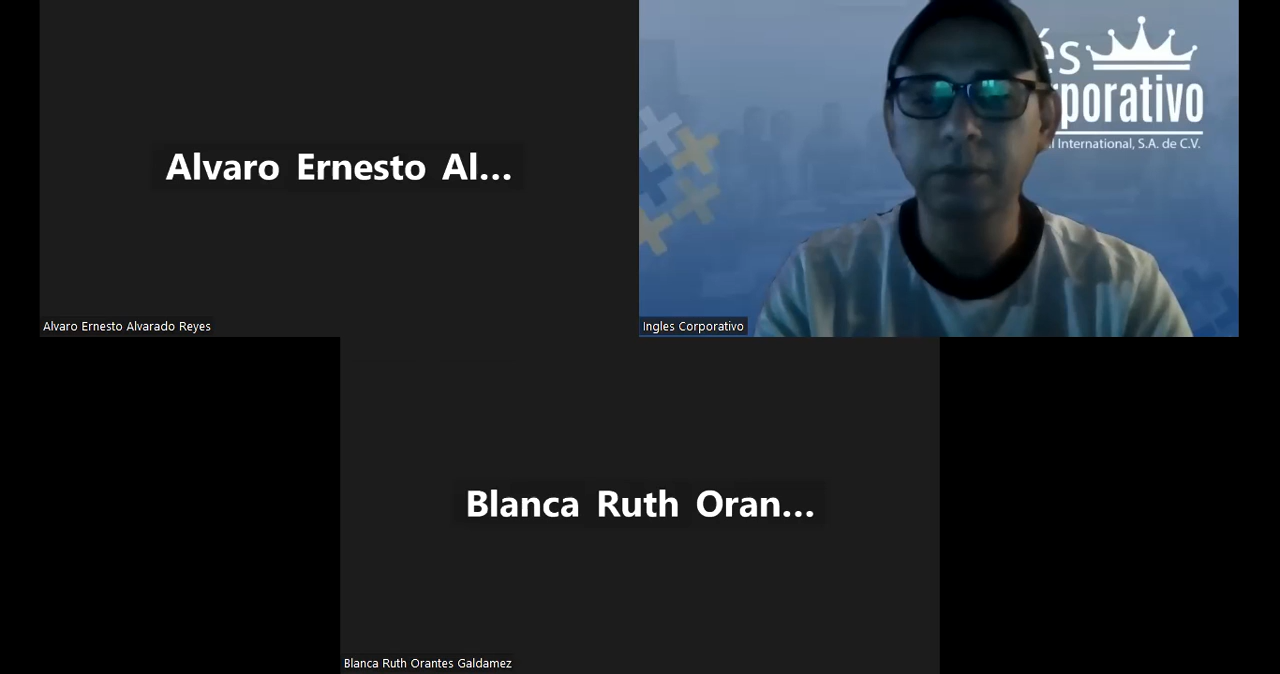 Alvaro Ernesto Al...
Alvaro Ernesto Alvarado Reyes
és
rporativo
l International, S.A. de C.V.
Ingles Corporativo
Blanca Ruth Oran...
Blanca Ruth Orantes Galdamez